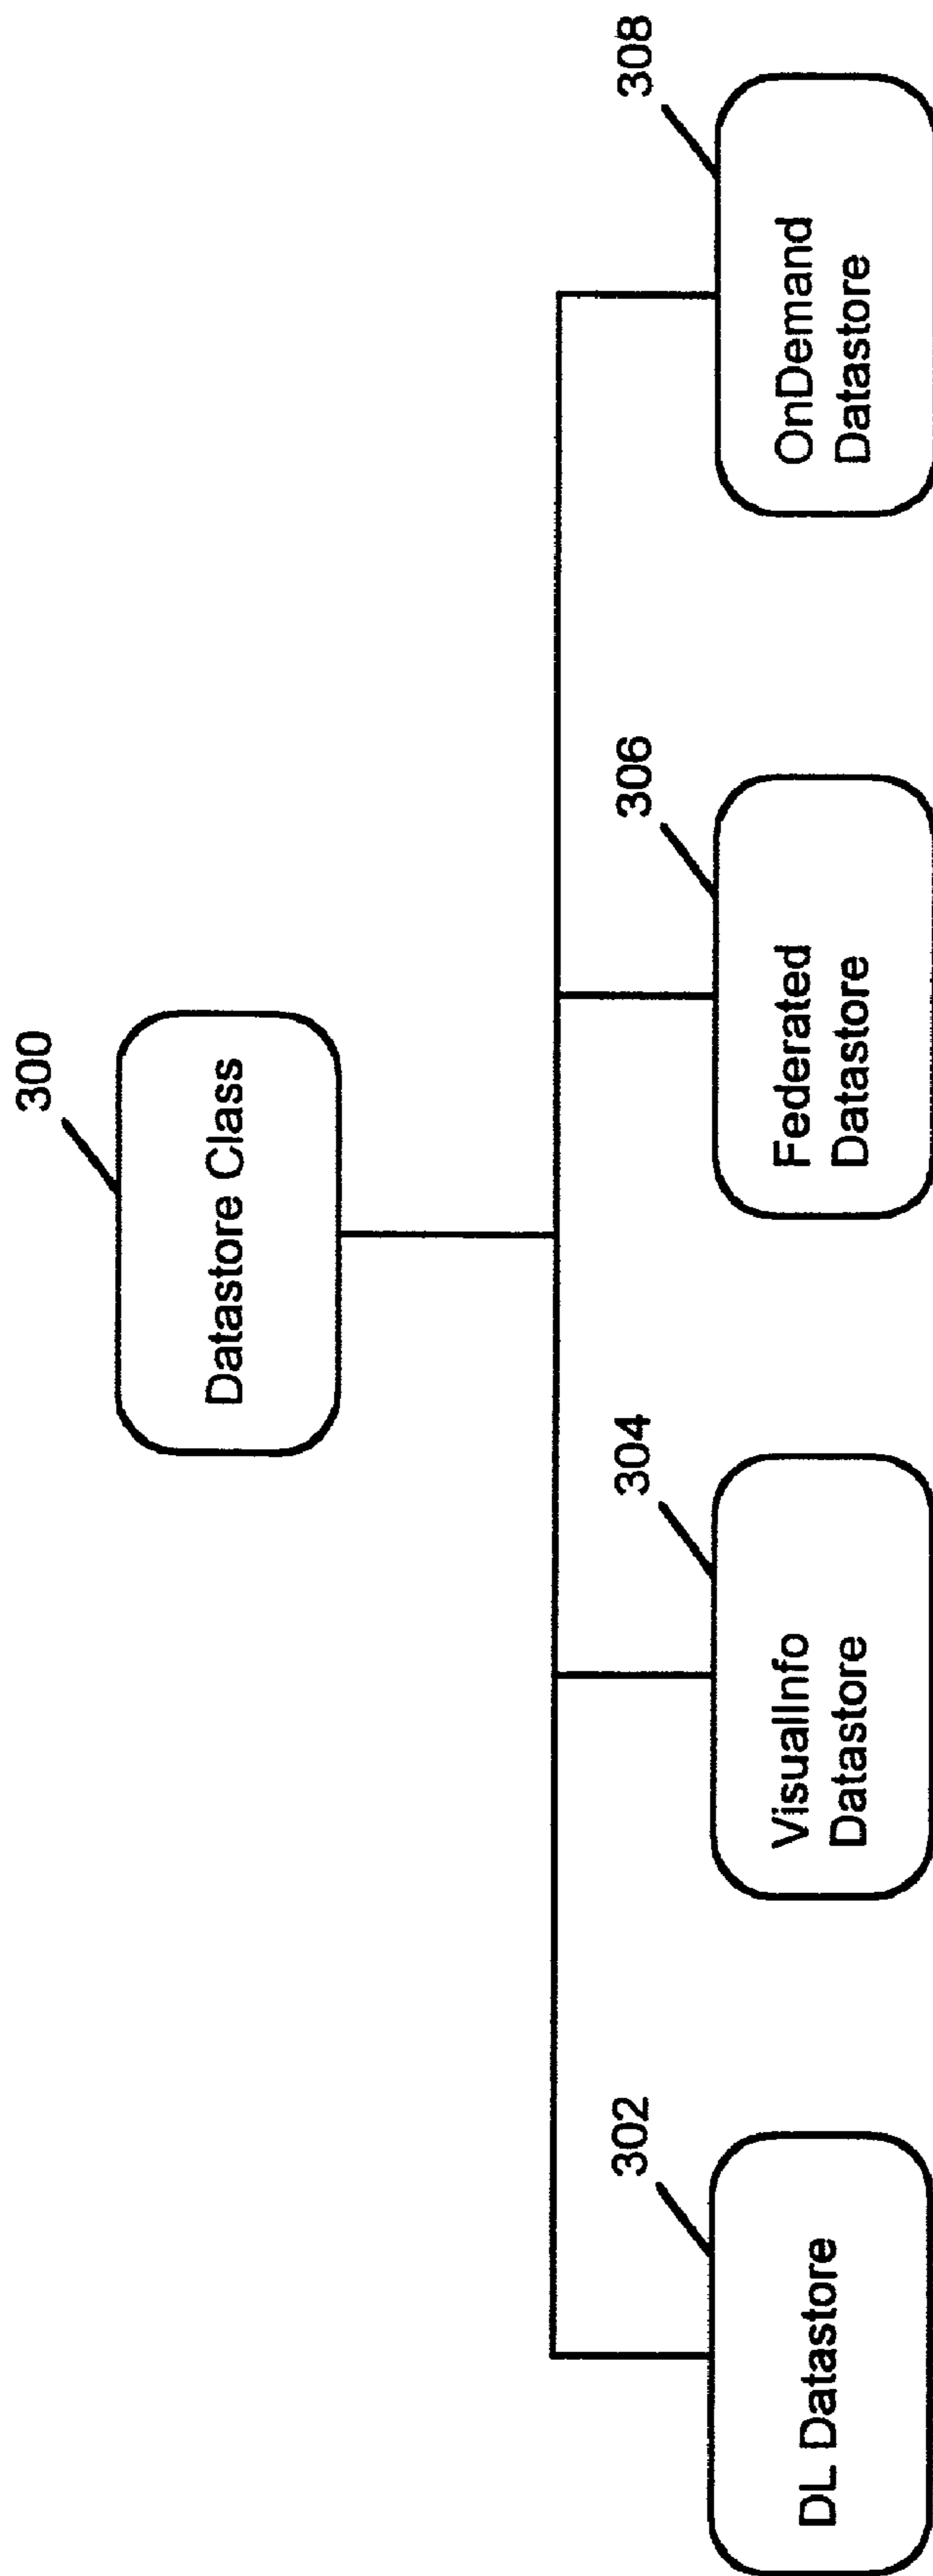 300
Datastore Class
302
DL Datastore
304
VisualInfo
Datastore
306
Federated
Datastore
308
OnDemand
Datastore